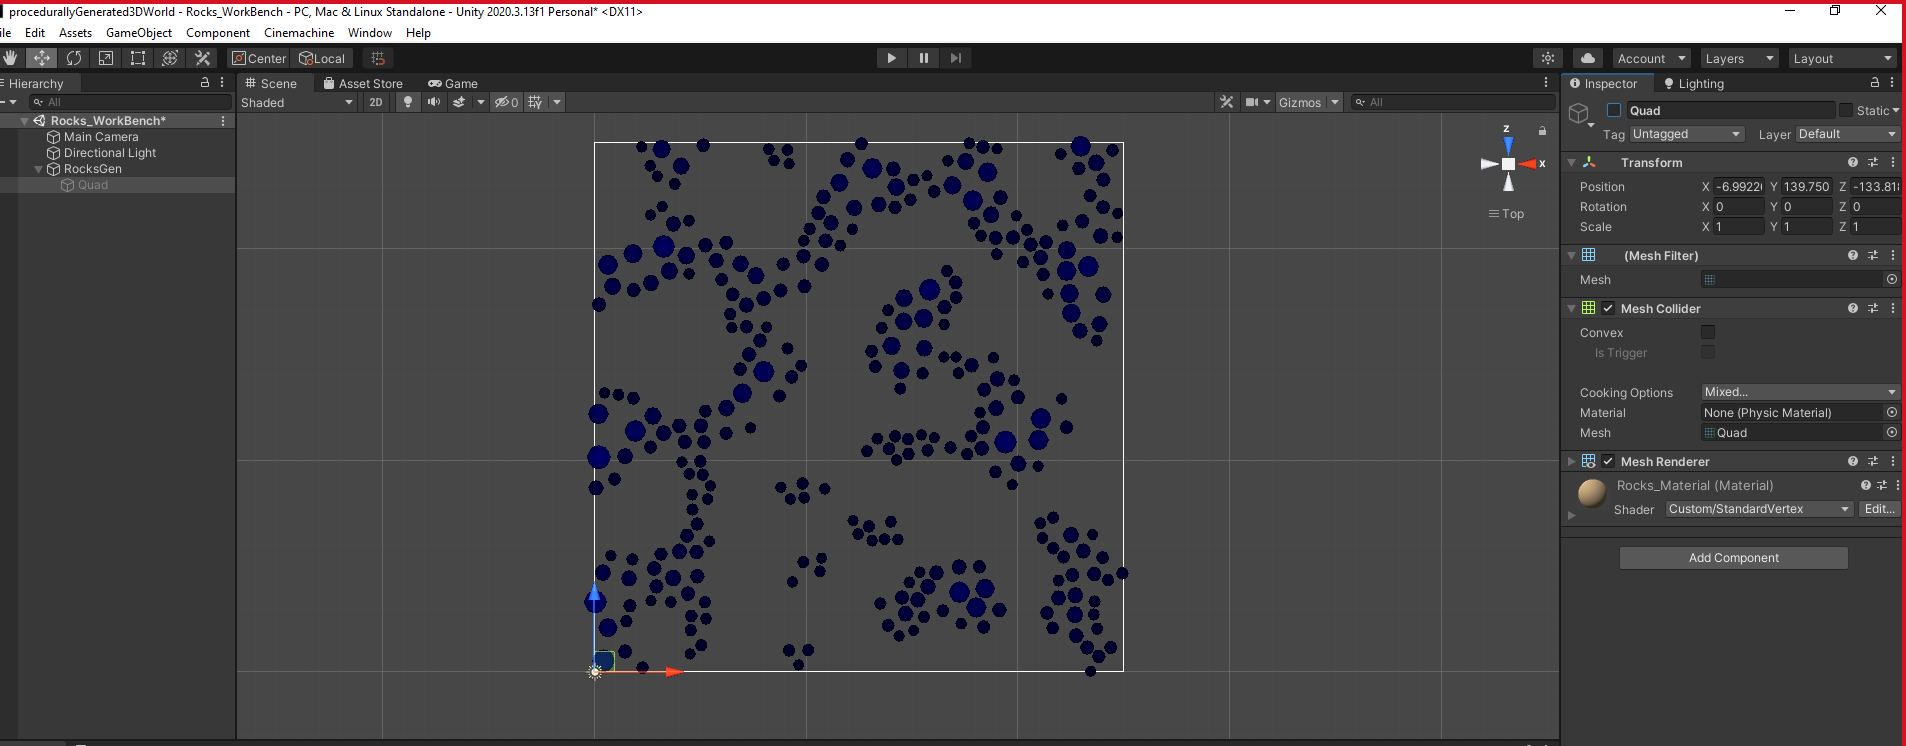 procedurallyGenerated3DWorld - Rocks_WorkBench - PC, Mac & Linux Standalone - Unity 2020.3.13f1 Personal* <DX11>
ile Edit Assets GameObject Component Cinemachine Window Help
Center Local Account Layers Layout
Hierarchy
All
Rocks_WorkBench*
Main Camera
Directional Light
RocksGen
Quad
Scene Asset Store Game
Shaded 2D 0 Gizmos All
z
x
Top
Inspector Lighting
Quad Static
Tag Untagged Layer Default
Transform
Position X -6.9922 Y 139.750 Z -133.81
Rotation X 0 Y 0 Z 0
Scale X 1 Y 1 Z 1
(Mesh Filter)
Mesh
Mesh Collider
Convex
Is Trigger
Cooking Options Mixed...
Material None (Physic Material)
Mesh Quad
Mesh Renderer
Rocks_Material (Material)
Shader Custom/StandardVertex Edit...
Add Component